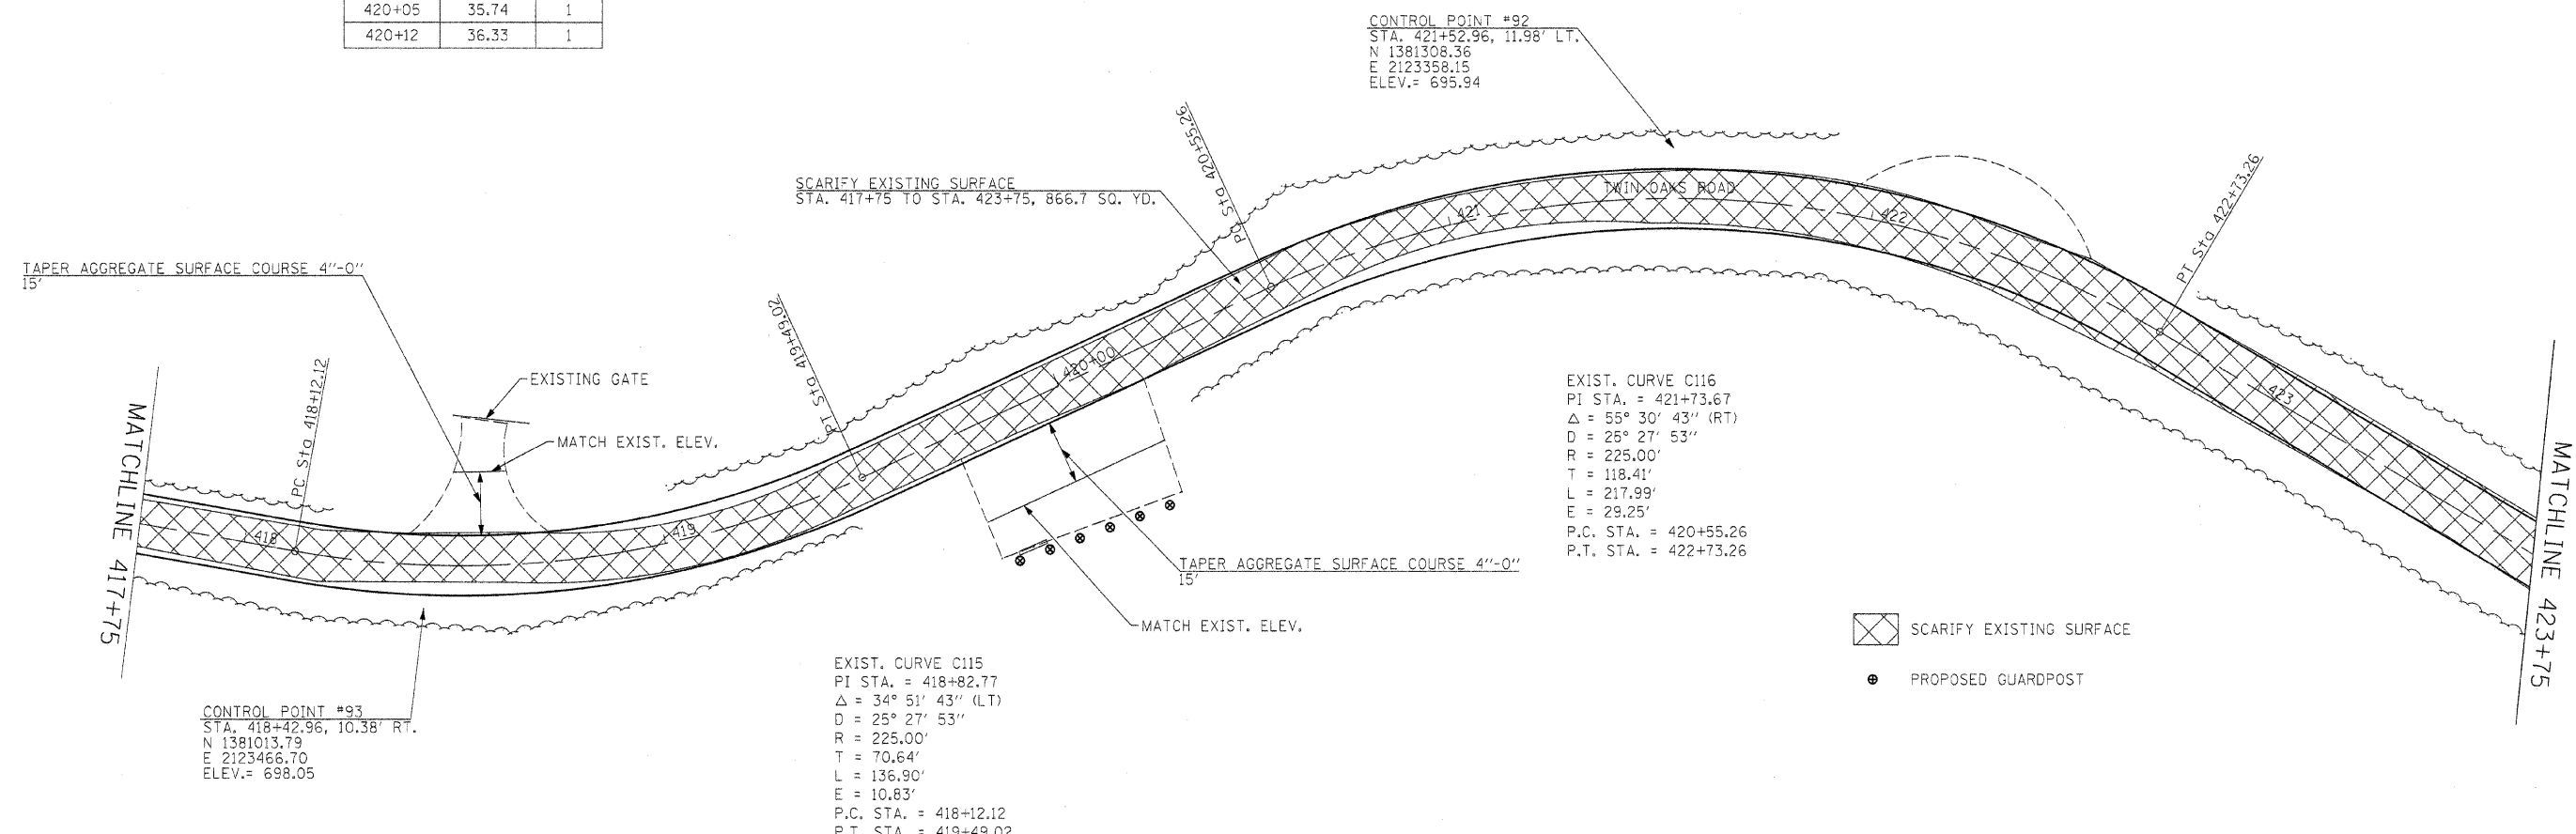 420+05 35.74 1
420+12 36.33 1
CONTROL POINT #92
STA. 421+52.96, 11.98' LT.
N 1381308.36
E 2123358.15
ELEV.= 695.94
PC Sta 420+55.26
SCARIFY EXISTING SURFACE
STA. 417+75 TO STA. 423+75, 866.7 SQ. YD.
TWIN OAKS ROAD
421
422
PT Sta 422+73.26
TAPER AGGREGATE SURFACE COURSE 4"-0"
15'
PT Sta 419+49.02
420+00
PC Sta 418+12.12
EXISTING GATE
MATCH EXIST. ELEV.
MATCHLINE 417+75
418
419
423
MATCHLINE 423+75
EXIST. CURVE C116
PI STA. = 421+73.67
Δ = 55° 30' 43" (RT)
D = 25° 27' 53"
R = 225.00'
T = 118.41'
L = 217.99'
E = 29.25'
P.C. STA. = 420+55.26
P.T. STA. = 422+73.26
TAPER AGGREGATE SURFACE COURSE 4"-0"
15'
MATCH EXIST. ELEV.
SCARIFY EXISTING SURFACE
PROPOSED GUARDPOST
EXIST. CURVE C115
PI STA. = 418+82.77
Δ = 34° 51' 43" (LT)
D = 25° 27' 53"
R = 225.00'
T = 70.64'
L = 136.90'
E = 10.83'
P.C. STA. = 418+12.12
P.T. STA. = 419+49.02
CONTROL POINT #93
STA. 418+42.96, 10.38' RT.
N 1381013.79
E 2123466.70
ELEV.= 698.05